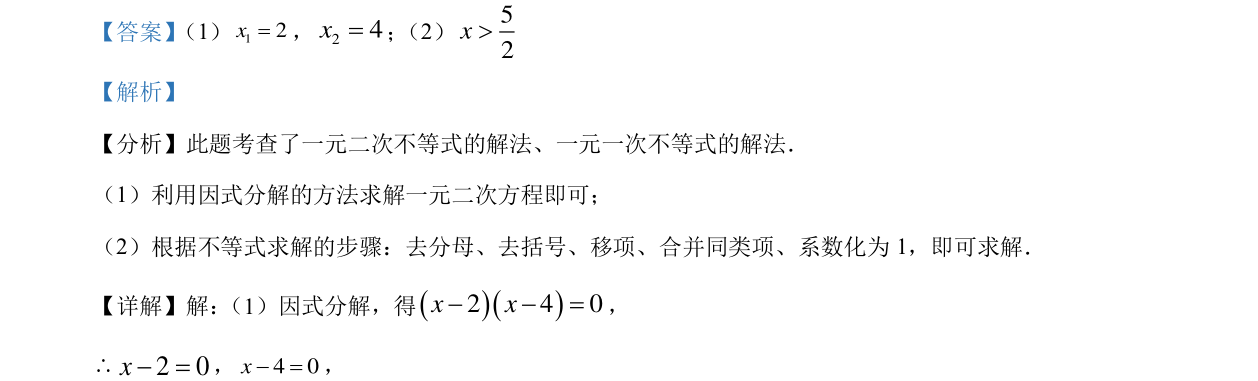 【答案】(1) x₁ = 2, x₂ = 4; (2) x > 5/2
【解析】
【分析】此题考查了一元二次不等式的解法、一元一次不等式的解法.
(1)利用因式分解的方法求解一元二次方程即可;
(2)根据不等式求解的步骤:去分母、去括号、移项、合并同类项、系数化为 1,即可求解.
【详解】解:(1)因式分解,得(x−2)(x−4)=0,
∴ x−2=0, x−4=0,